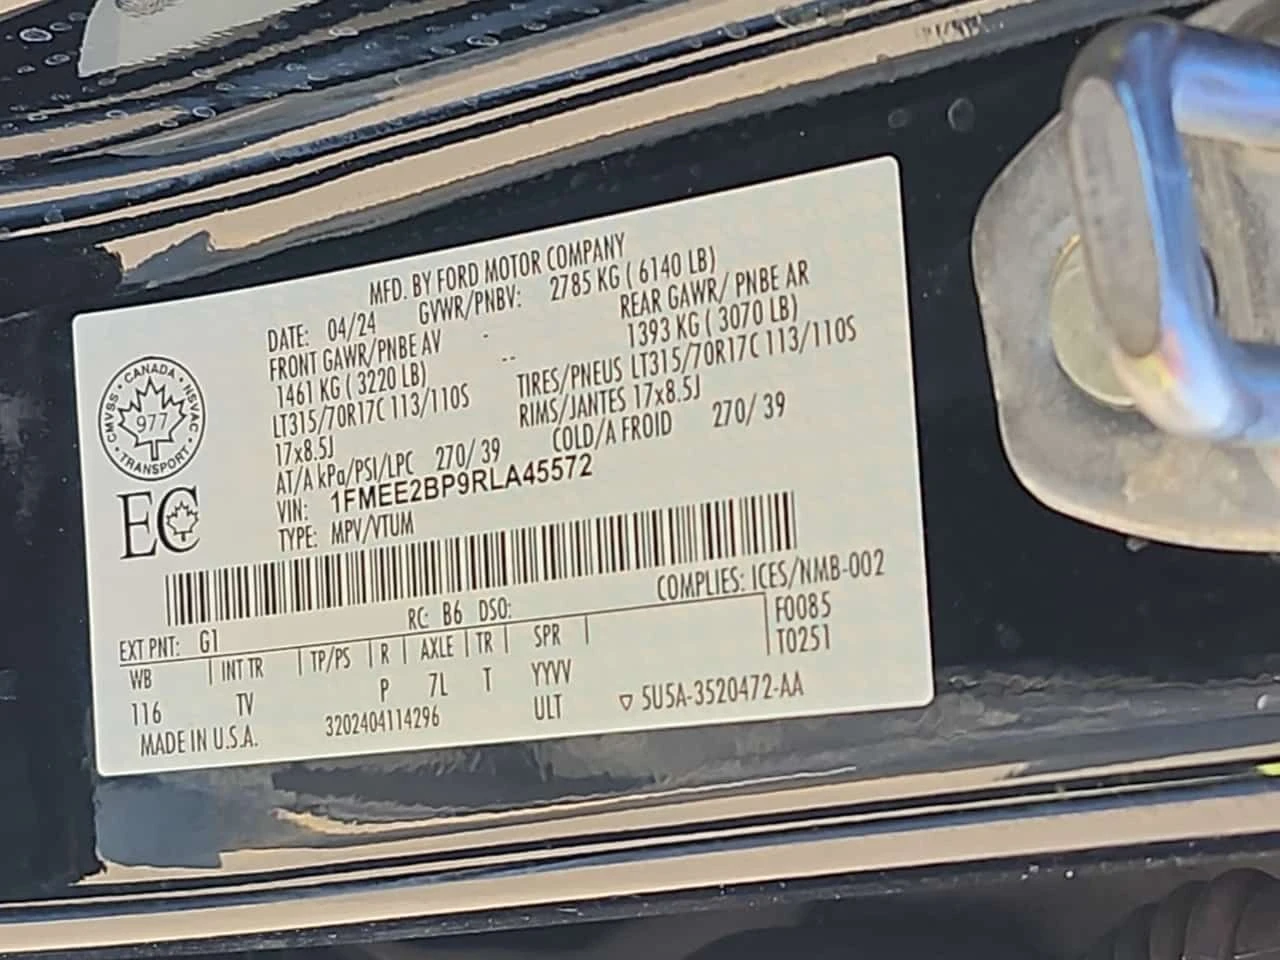 MFD. BY FORD MOTOR COMPANY
DATE: 04/24 GVWR/PNBV: 2785 KG ( 6140 LB)
FRONT GAWR/PNBE AV - REAR GAWR/ PNBE AR
1461 KG ( 3220 LB) -- 1393 KG ( 3070 LB)
LT315/70R17C 113/110S TIRES/PNEUS LT315/70R17C 113/110S
17x8.5J RIMS/JANTES 17x8.5J
AT/A kPa/PSI/LPC 270/ 39 COLD/A FROID 270/ 39
VIN: 1FMEE2BP9RLA45572
TYPE: MPV/VTUM
CANADA
CMVSS NSVAC
977
TRANSPORT
EC
COMPLIES: ICES/NMB-002
EXT PNT: G1 RC: B6 DSO: F0085
WB | INT TR | TP/PS | R | AXLE | TR | SPR | T0251
116 TV P 7L T YYVV
MADE IN U.S.A. 3202404114296 ULT ▽ 5U5A-3520472-AA